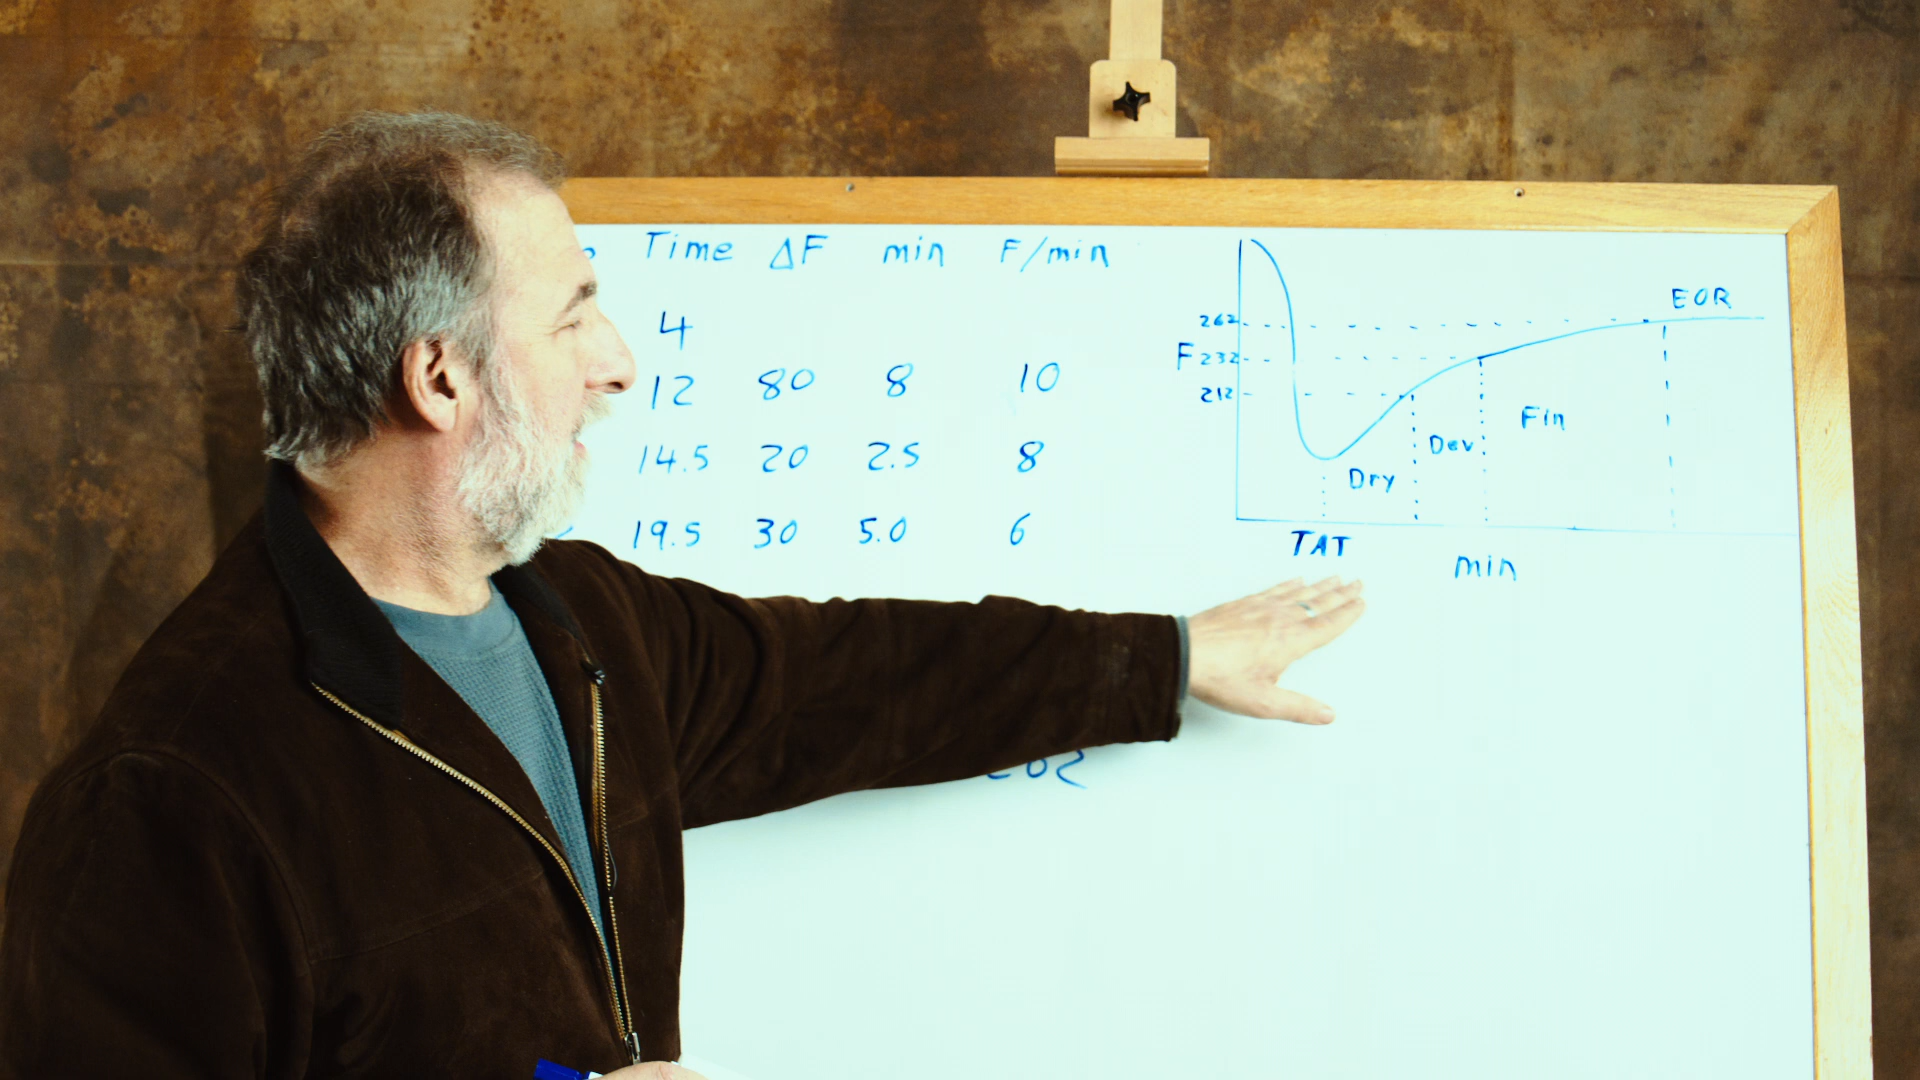 Time ΔF min F/min
4
12 80 8 10
14.5 20 2.5 8
19.5 30 5.0 6
EOR
262
F 232
212
Fin
Dev
Dry
TAT
min